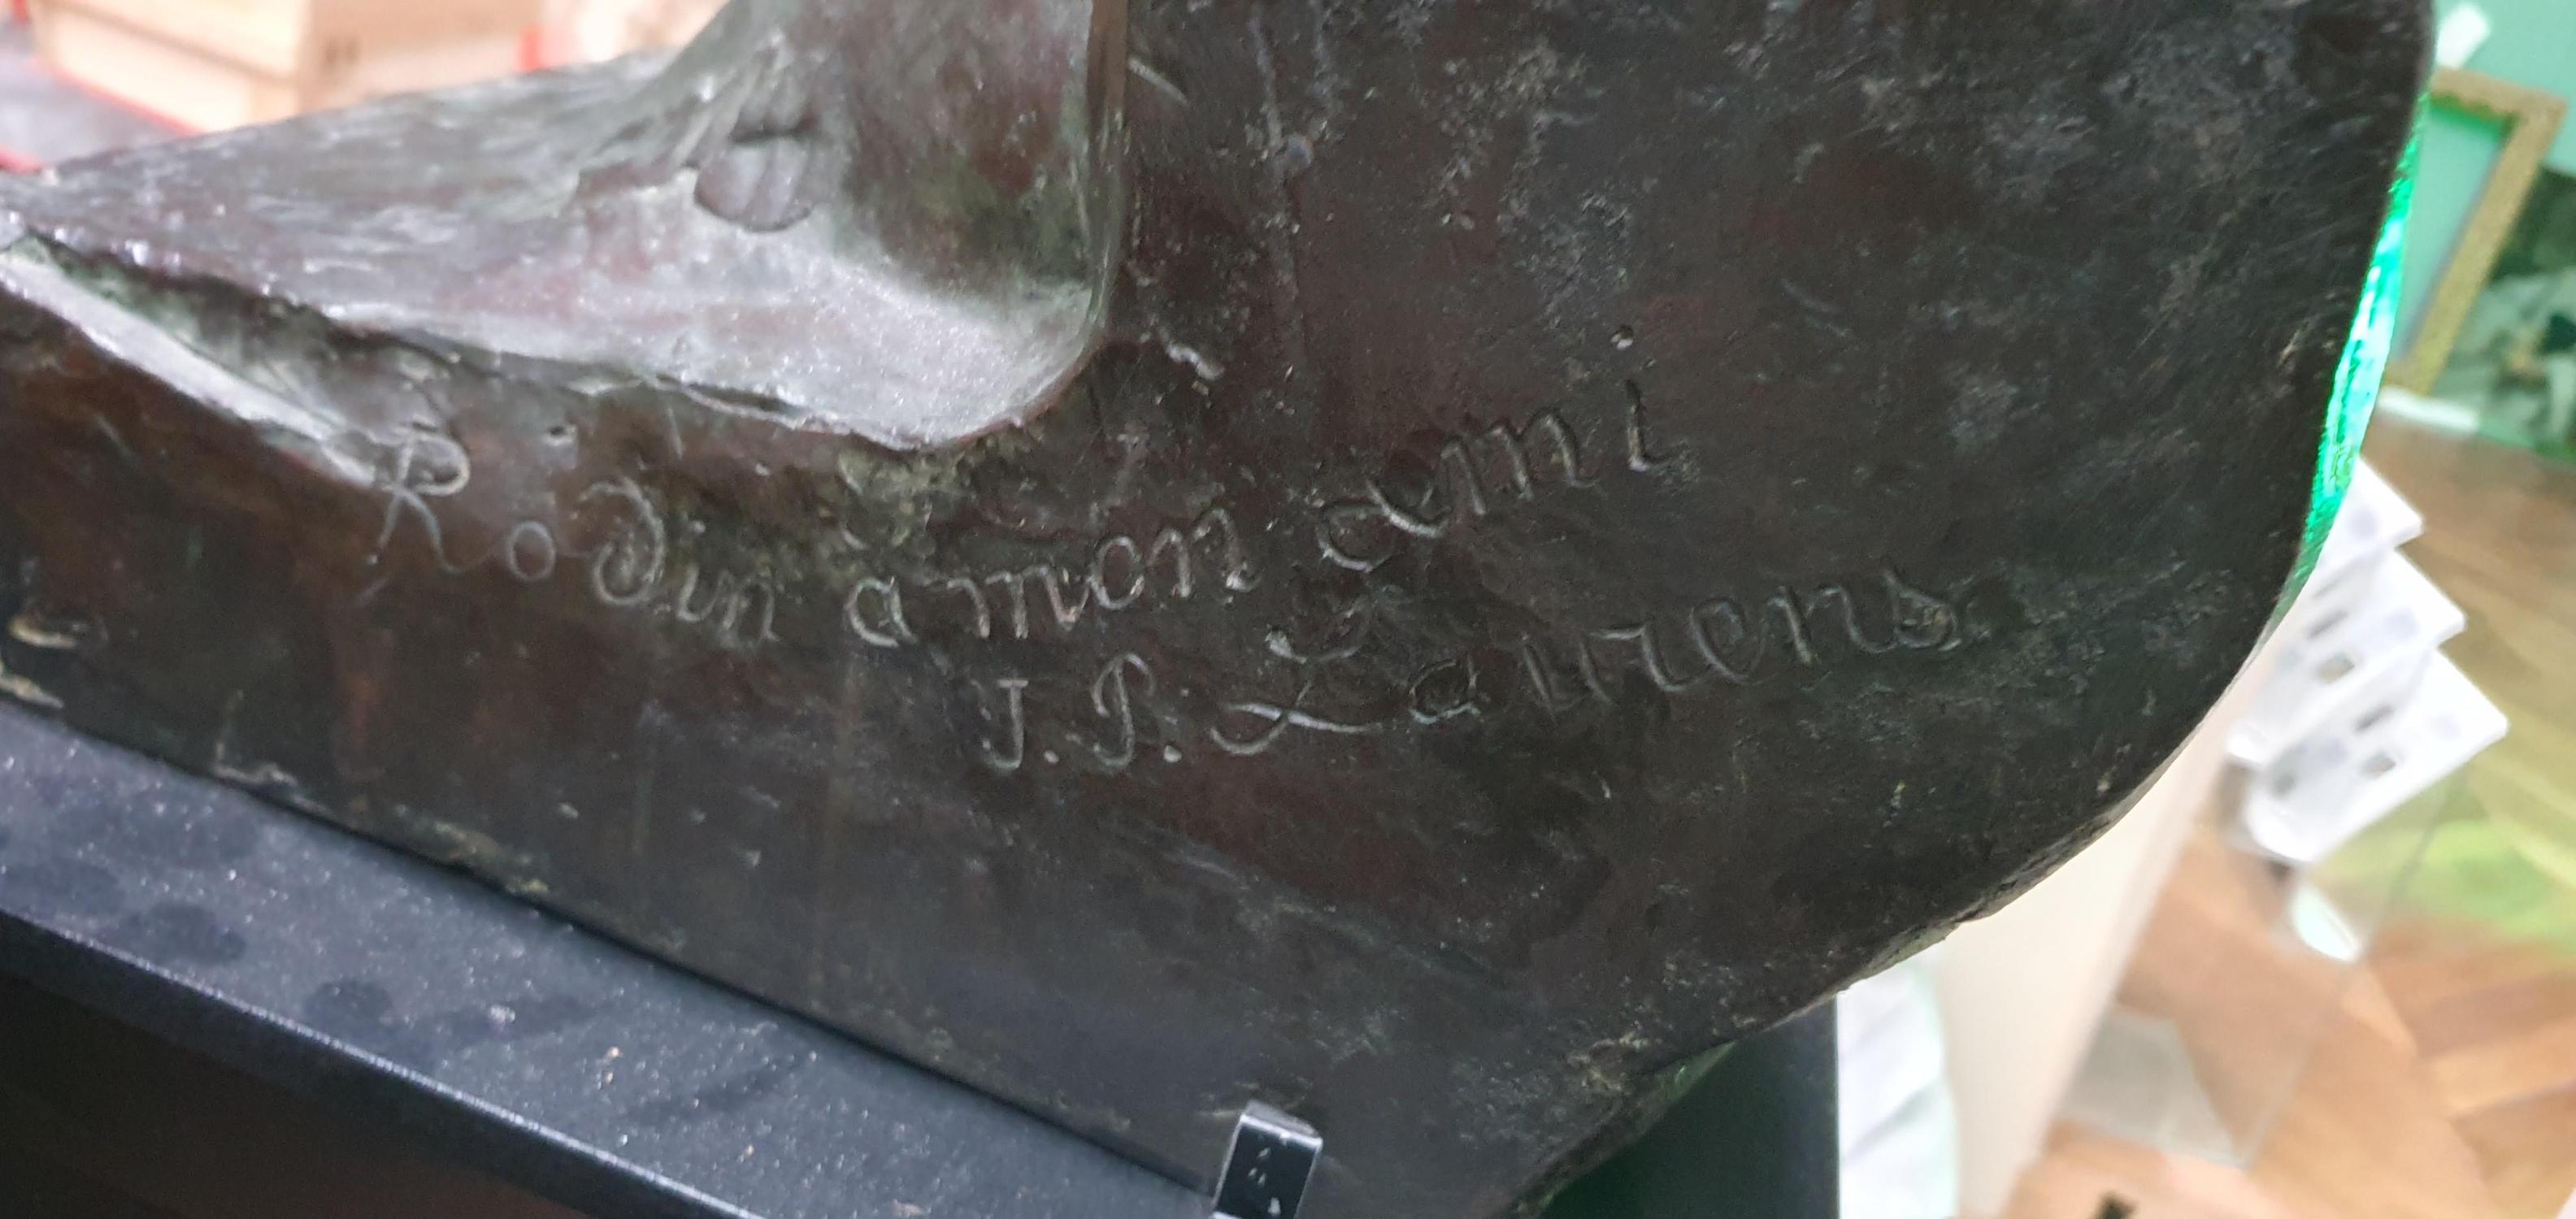 Rodin a mon ami
J. P. Laurens